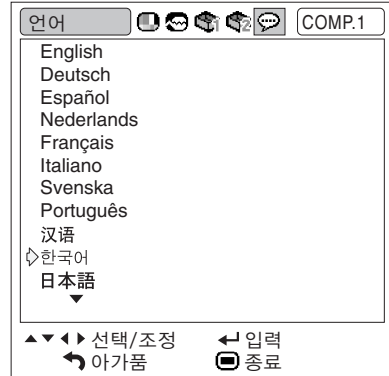 언어 COMP.1
English
Deutsch
Español
Nederlands
Français
Italiano
Svenska
Português
汉语
한국어
日本語
선택/조정 입력
아가품 종료